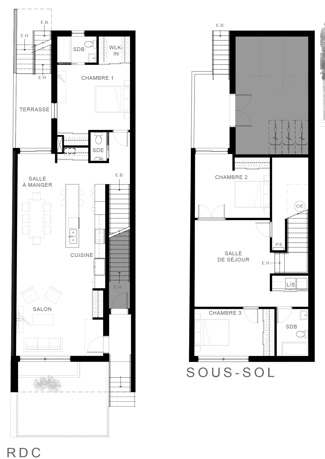 E.B.
E.H.
E.H.
SDB
WLK-
IN
CHAMBRE 1
TERRASSE
SDE
SALLE
À MANGER
E.B.
CUISINE
SALON
E.H.
E.B.
RDC
E.B.
CHAMBRE 2
SALLE
DE SÉJOUR
E.H.
L/S
CHAMBRE 3
SDB
SOUS-SOL